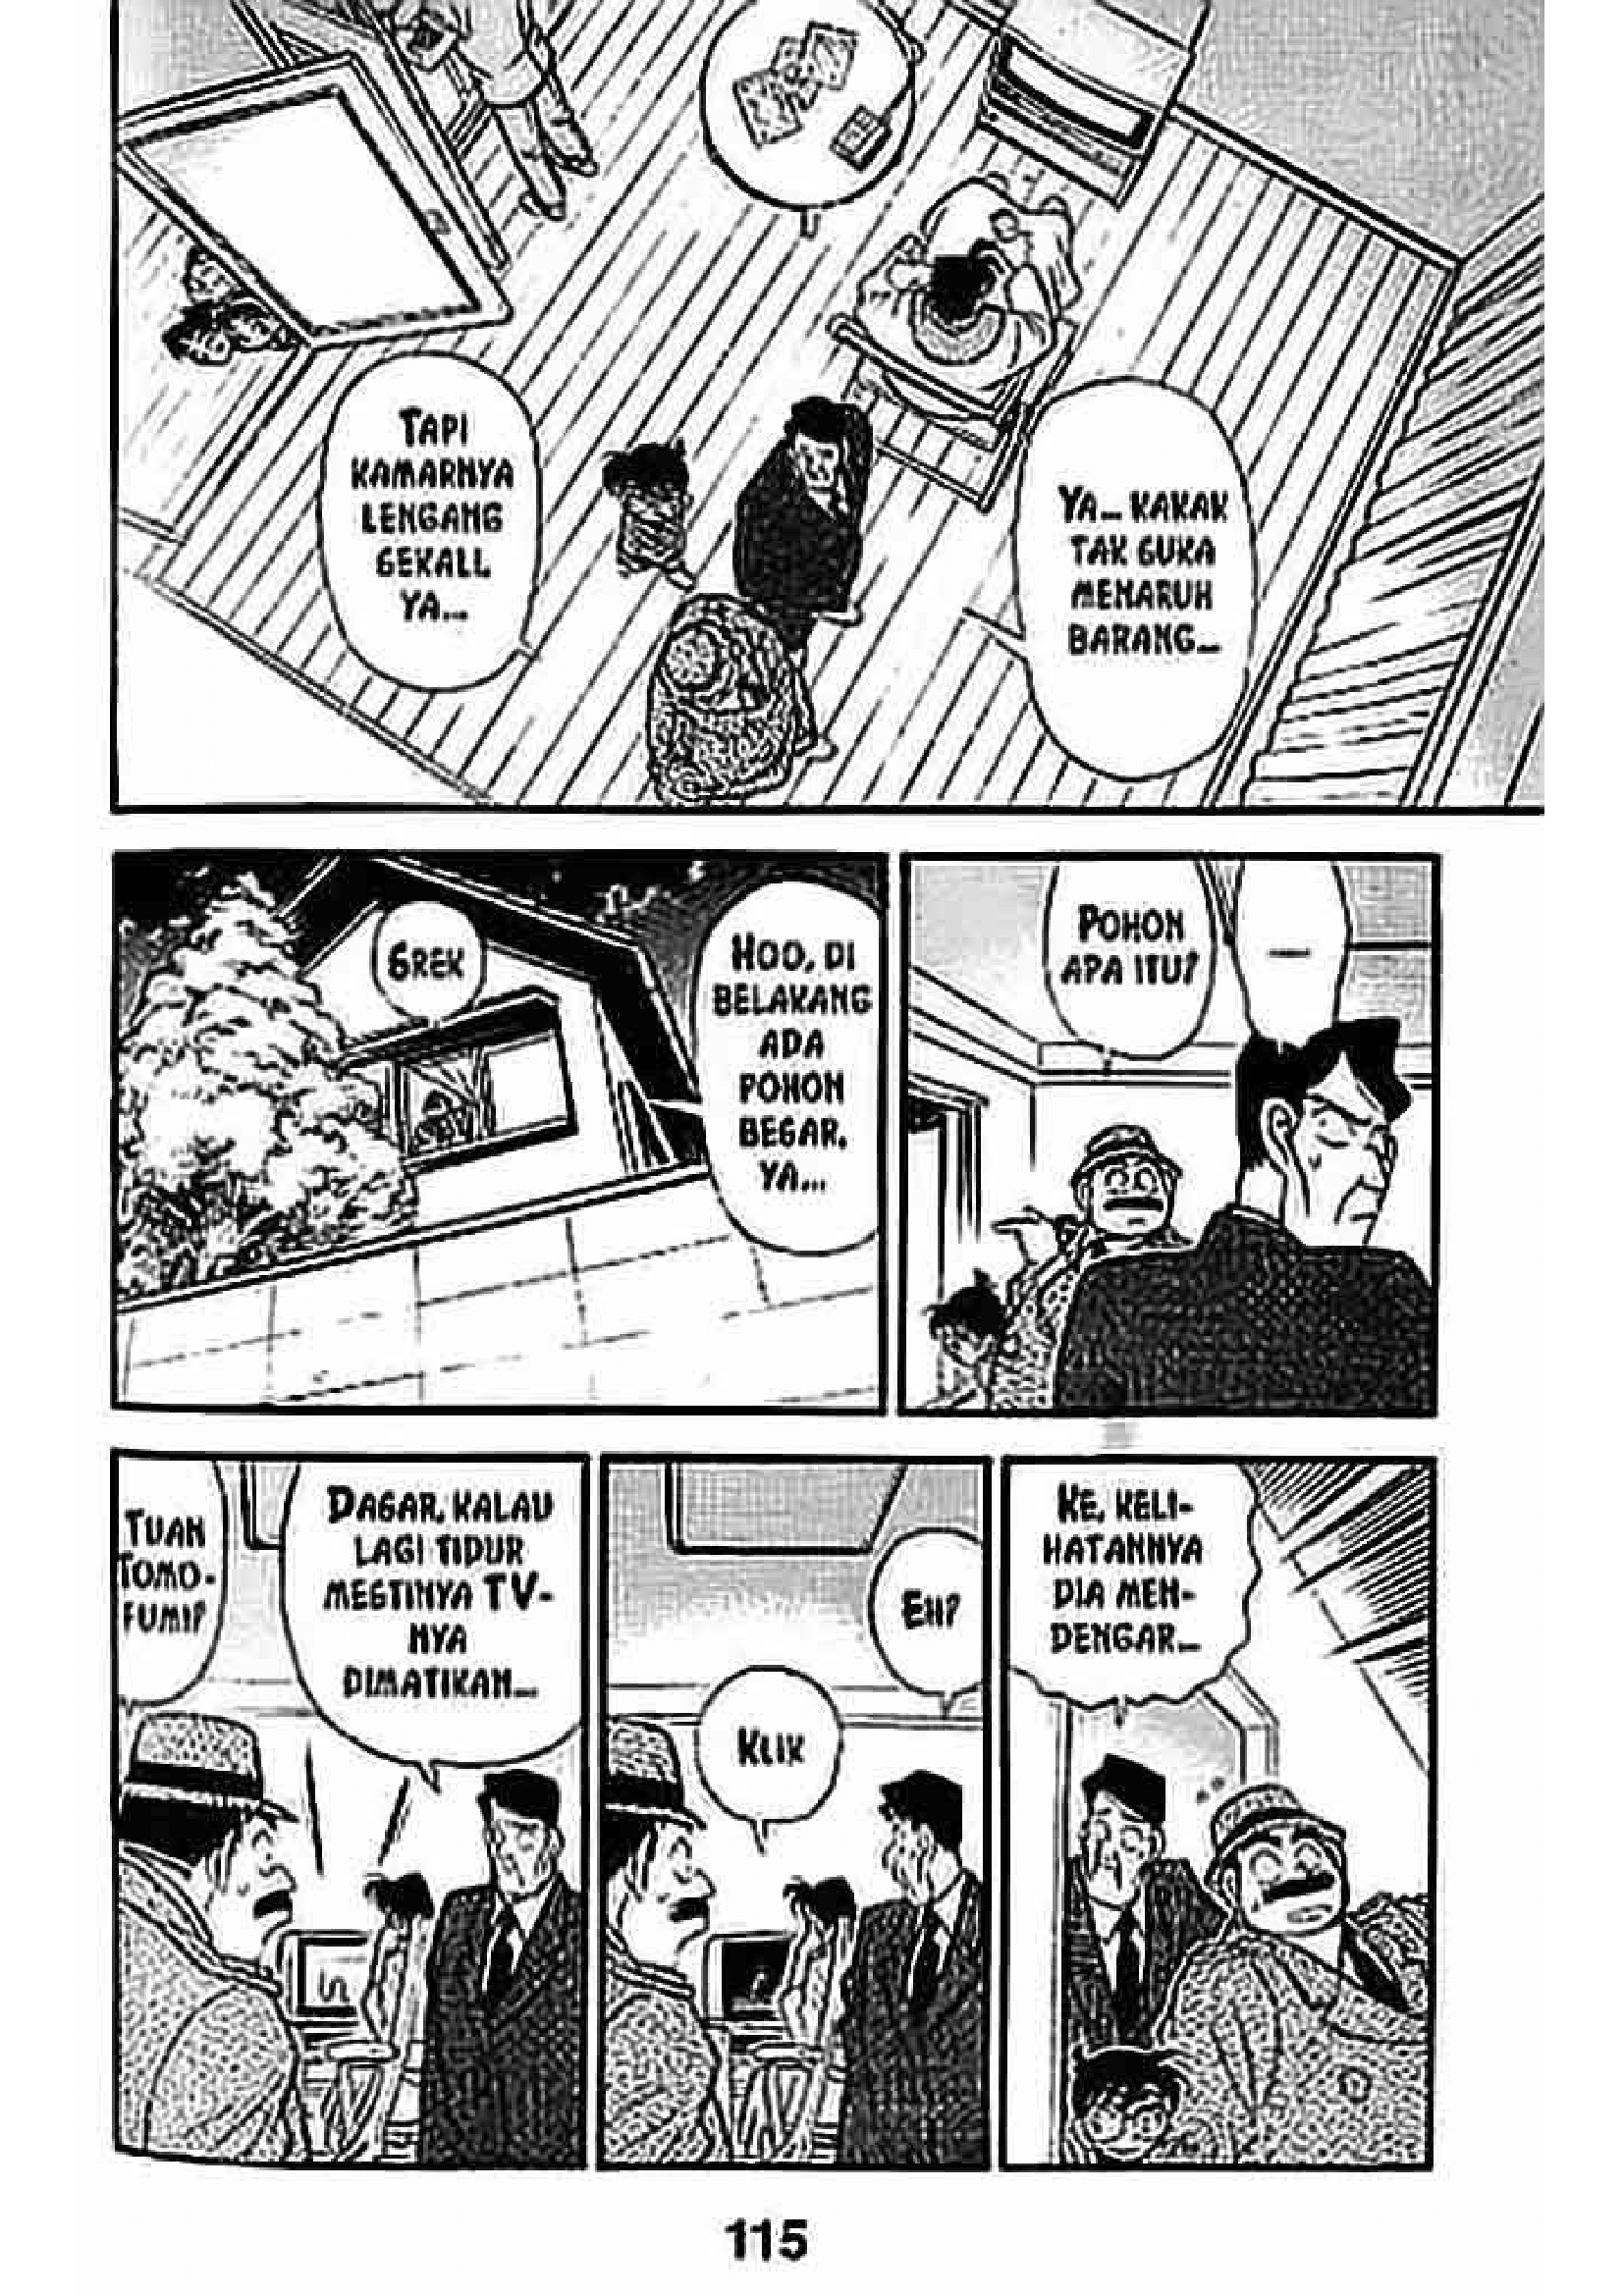 TAPI
KAMARNYA
LENGANG
SEKALI,
YA...
YA... KAKAK
TAK SUKA
MENARUH
BARANG...
SREK
HOO, DI
BELAKANG
ADA
POHON
BESAR,
YA...
POHON
APA ITU?
...
TUAN
TOMO-
FUMI?
DASAR, KALAU
LAGI TIDUR
MESTINYA TV-
NYA
DIMATIKAN...
KLIK
EH?
KE, KELI-
HATANNYA
DIA MEN-
DENGAR...
115